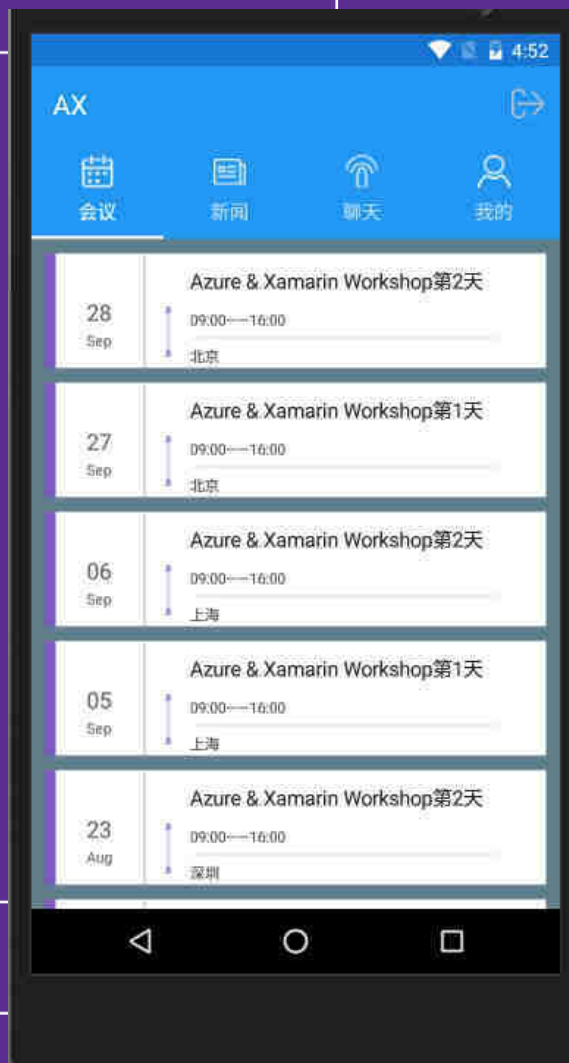 4:52
AX
会议 新闻 聊天 我的
Azure & Xamarin Workshop第2天
28
Sep
09:00----16:00
北京
Azure & Xamarin Workshop第1天
27
Sep
09:00----16:00
北京
Azure & Xamarin Workshop第2天
06
Sep
09:00----16:00
上海
Azure & Xamarin Workshop第1天
05
Sep
09:00----16:00
上海
Azure & Xamarin Workshop第2天
23
Aug
09:00----16:00
深圳